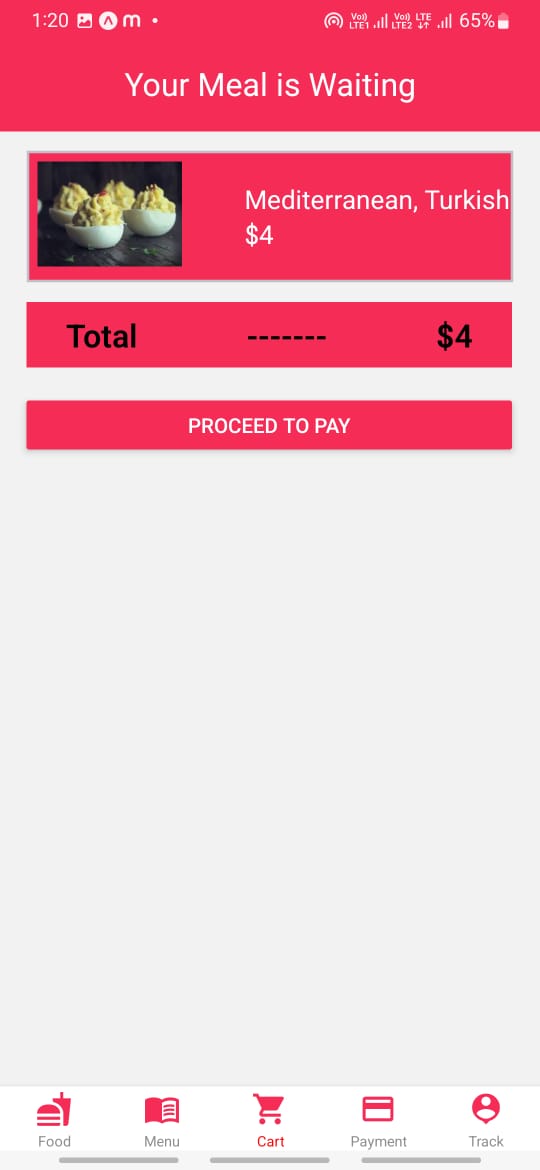 1:20 m
Vo)) LTE1 Vo)) LTE2 LTE 65%
Your Meal is Waiting
Mediterranean, Turkish
$4
Total ------- $4
PROCEED TO PAY
Food Menu Cart Payment Track